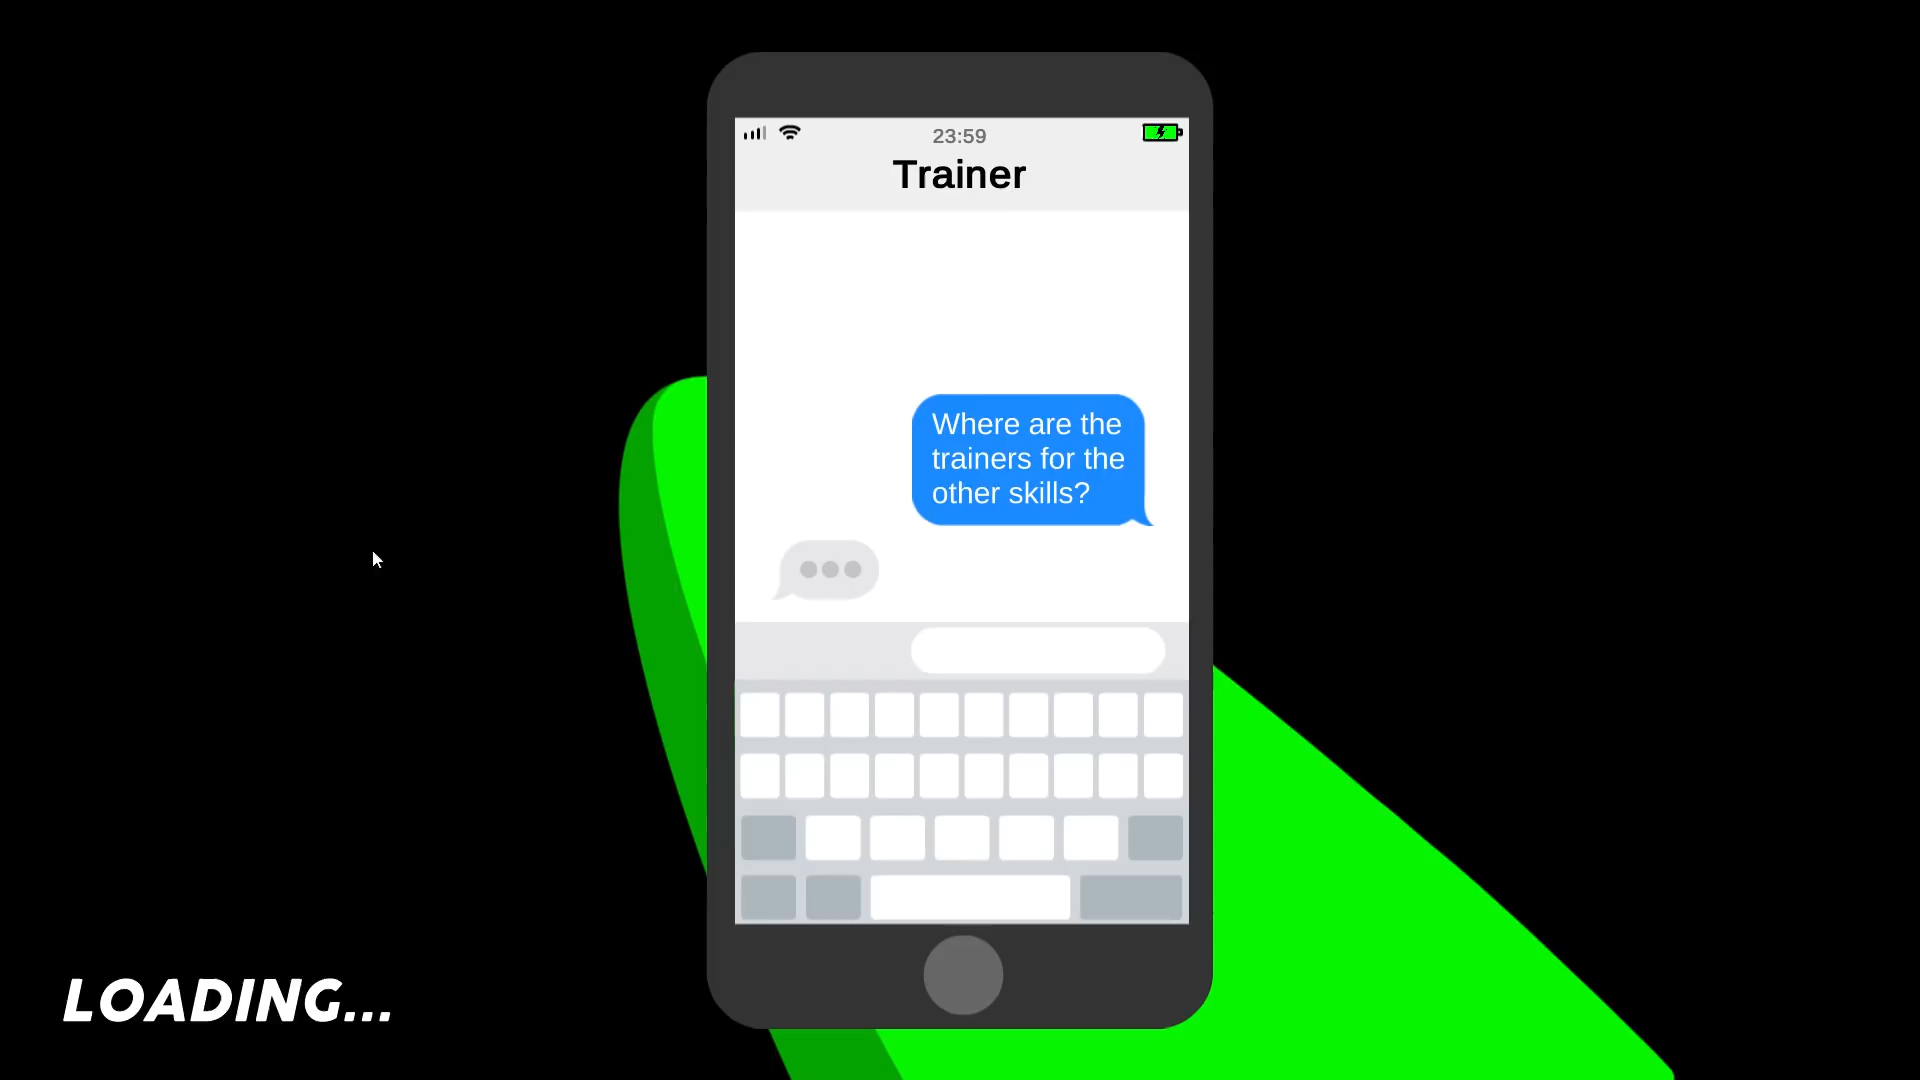 23:59
Trainer
Where are the
trainers for the
other skills?
LOADING...